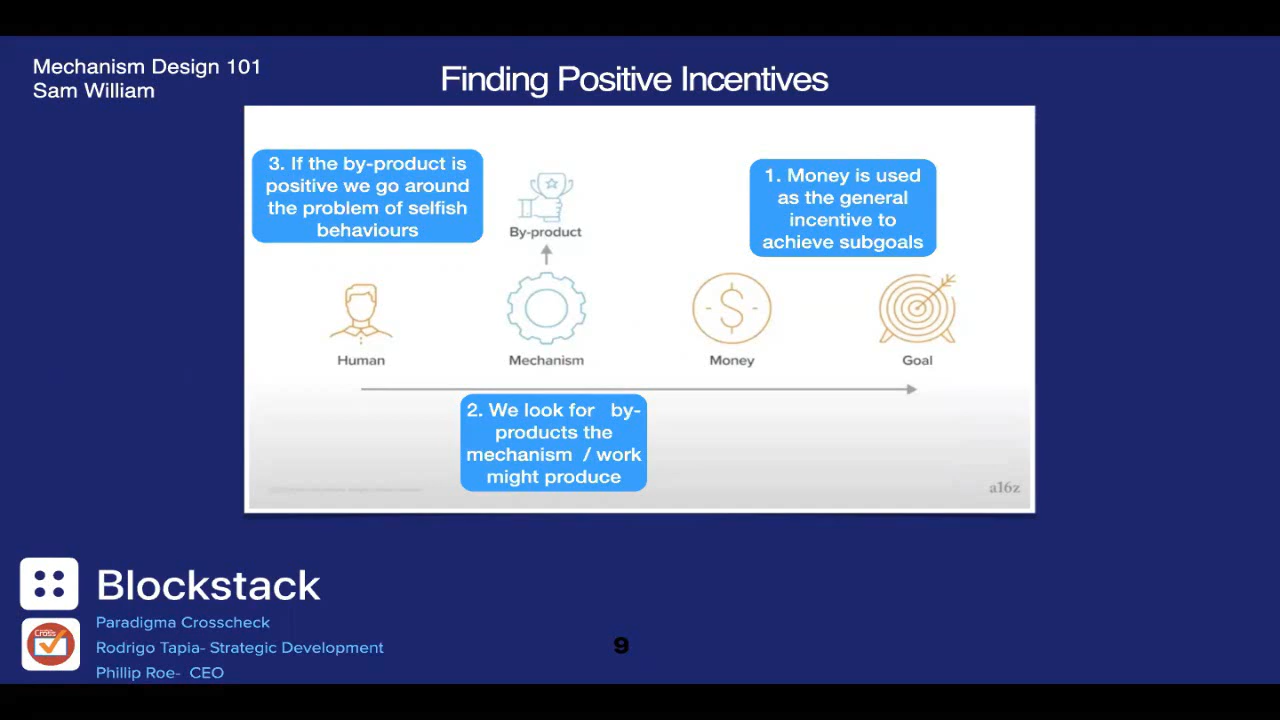 Mechanism Design 101
Sam William
Finding Positive Incentives
3. If the by-product is
positive we go around
the problem of selfish
behaviours
By-product
1. Money is used
as the general
incentive to
achieve subgoals
Human
Mechanism
Money
Goal
2. We look for by-
products the
mechanism / work
might produce
a16z
Blockstack
Cross
Paradigma Crosscheck
Rodrigo Tapia- Strategic Development
Phillip Roe- CEO
9